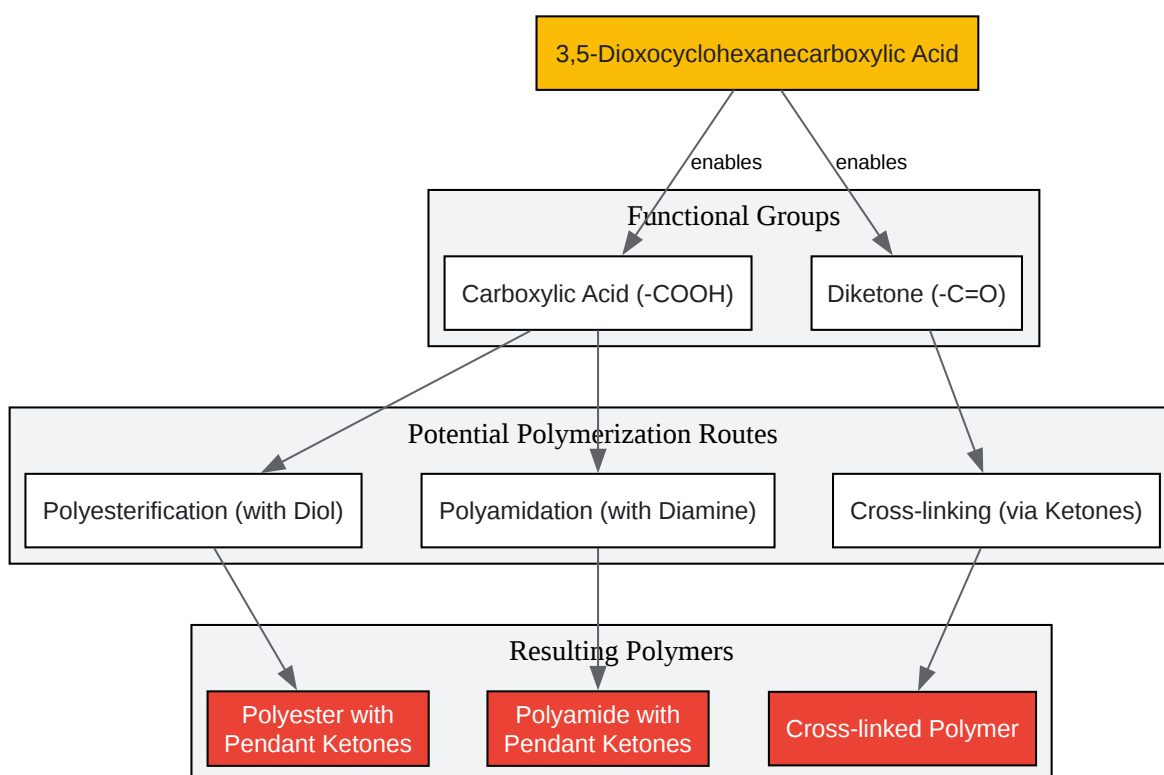 3,5-Dioxocyclohexanecarboxylic Acid
enables
enables
Functional Groups
Carboxylic Acid (-COOH)
Diketone (-C=O)
Potential Polymerization Routes
Polyesterification (with Diol)
Polyamidation (with Diamine)
Cross-linking (via Ketones)
Resulting Polymers
Polyester with
Pendant Ketones
Polyamide with
Pendant Ketones
Cross-linked Polymer